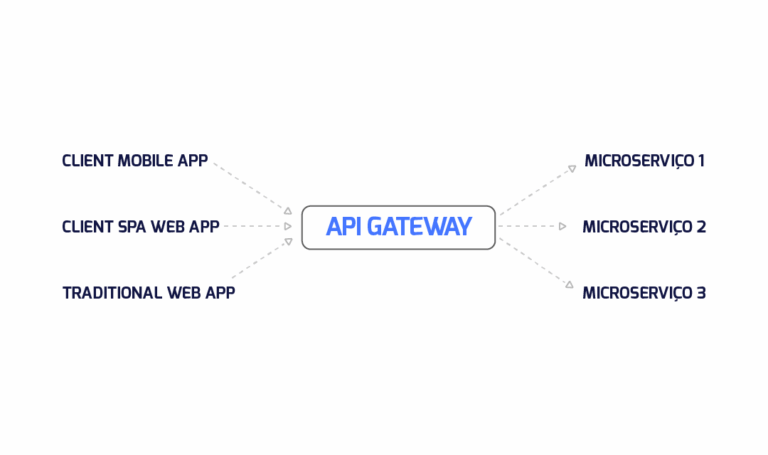 CLIENT MOBILE APP
CLIENT SPA WEB APP
TRADITIONAL WEB APP
API GATEWAY
MICROSERVIÇO 1
MICROSERVIÇO 2
MICROSERVIÇO 3